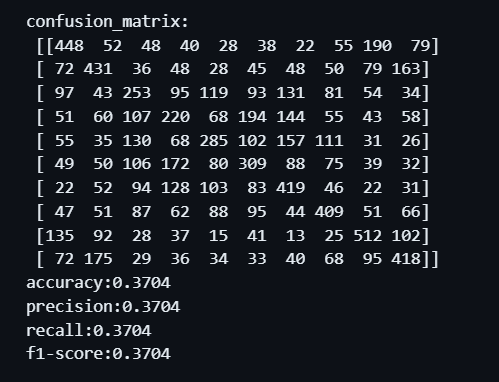 confusion_matrix:
[[448 52 48 40 28 38 22 55 190 79]
[ 72 431 36 48 28 45 48 50 79 163]
[ 97 43 253 95 119 93 131 81 54 34]
[ 51 60 107 220 68 194 144 55 43 58]
[ 55 35 130 68 285 102 157 111 31 26]
[ 49 50 106 172 80 309 88 75 39 32]
[ 22 52 94 128 103 83 419 46 22 31]
[ 47 51 87 62 88 95 44 409 51 66]
[135 92 28 37 15 41 13 25 512 102]
[ 72 175 29 36 34 33 40 68 95 418]]
accuracy:0.3704
precision:0.3704
recall:0.3704
f1-score:0.3704